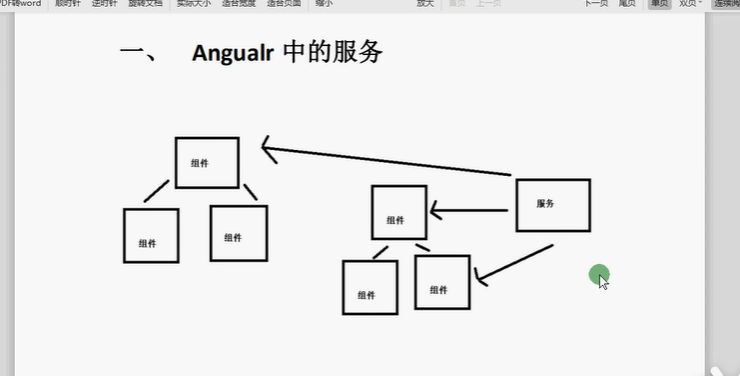 PDF转word 顺时针 逆时针 旋转文档 实际大小 适合宽度 适合页面 缩小 放大 首页 上一页 下一页 尾页 单页 双页 连续阅
一、 Angualr 中的服务
组件
服务
组件
组件
组件
组件
组件